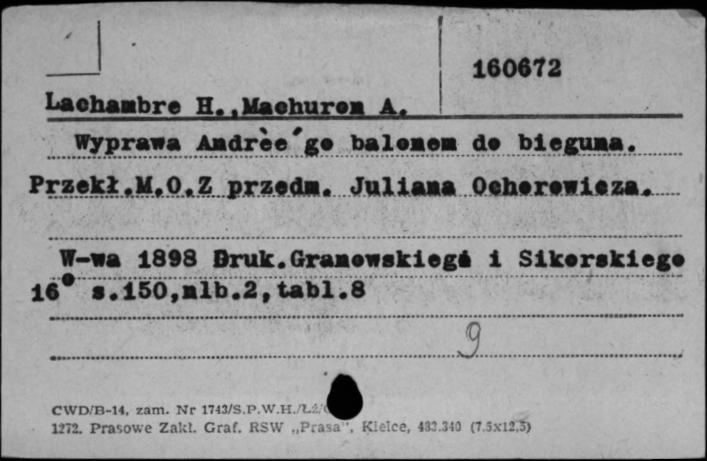 160672
Lachambre H.,Machuron A.
Wyprawa Andrèe´go balonem do bieguna.
Przekł.M.O.Z przedm. Juliana Ochorowicza.
W-wa 1898 Druk.Granowskiego i Sikorskiego
16° s.150,nlb.2,tabl.8
9
CWD/B-14, zam. Nr 1743/S.P.W.H./Łź/
1272. Prasowe Zakł. Graf. RSW „Prasa", Kielce, 483.340 (7.5x12,5)